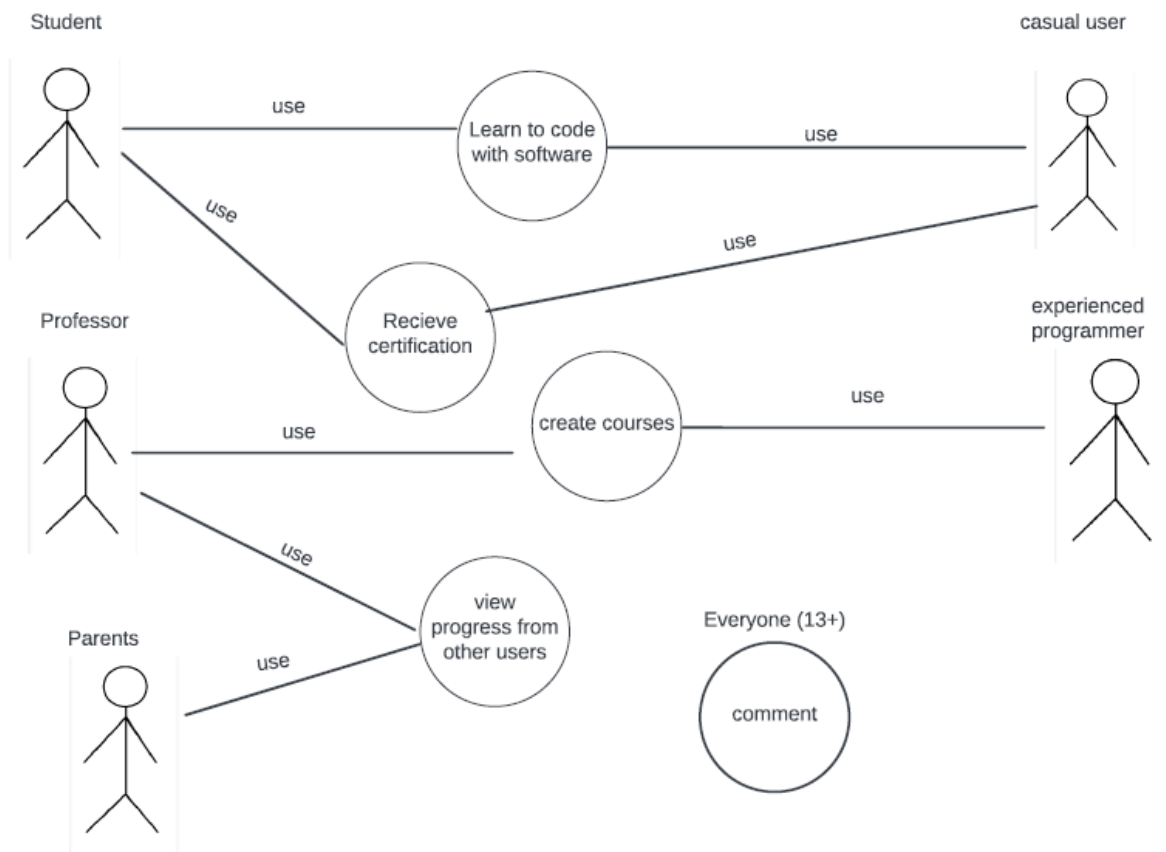 Student
casual user
use
Learn to code
with software
use
use
use
Professor
Recieve
certification
experienced
programmer
use
create courses
use
use
view
progress from
other users
Everyone (13+)
Parents
use
comment